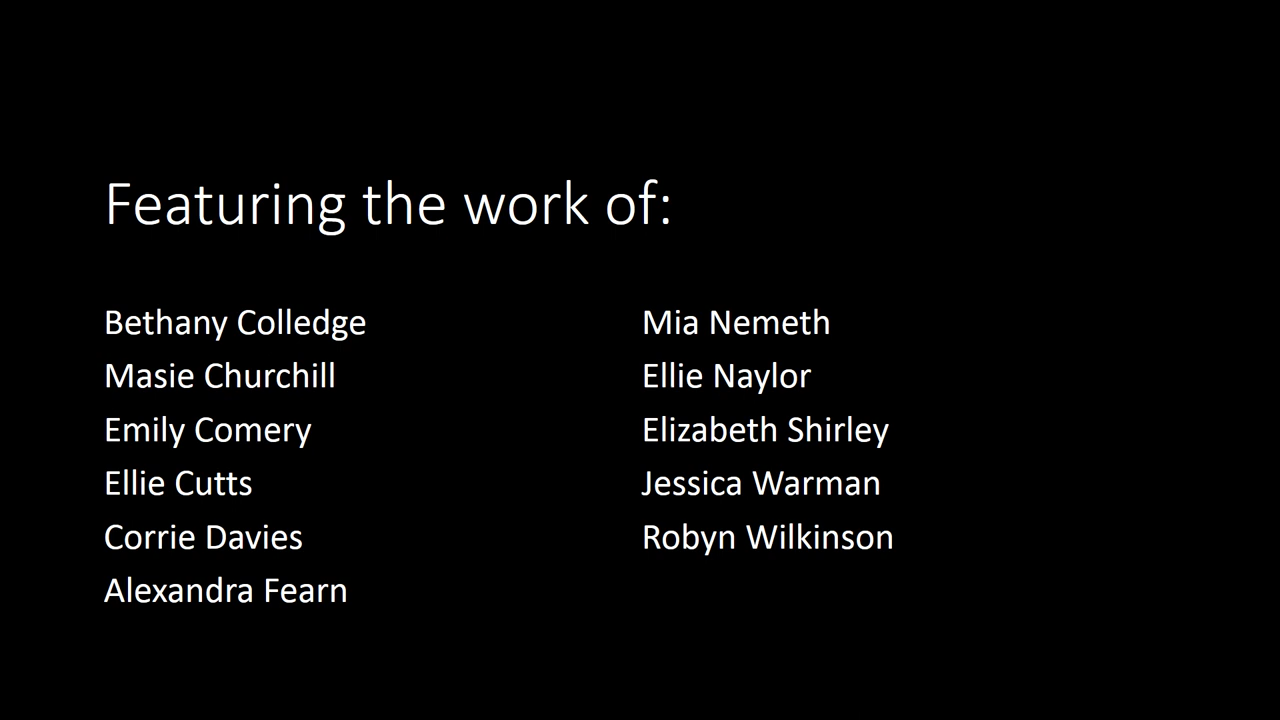 Featuring the work of:
Bethany Colledge
Masie Churchill
Emily Comery
Ellie Cutts
Corrie Davies
Alexandra Fearn
Mia Nemeth
Ellie Naylor
Elizabeth Shirley
Jessica Warman
Robyn Wilkinson